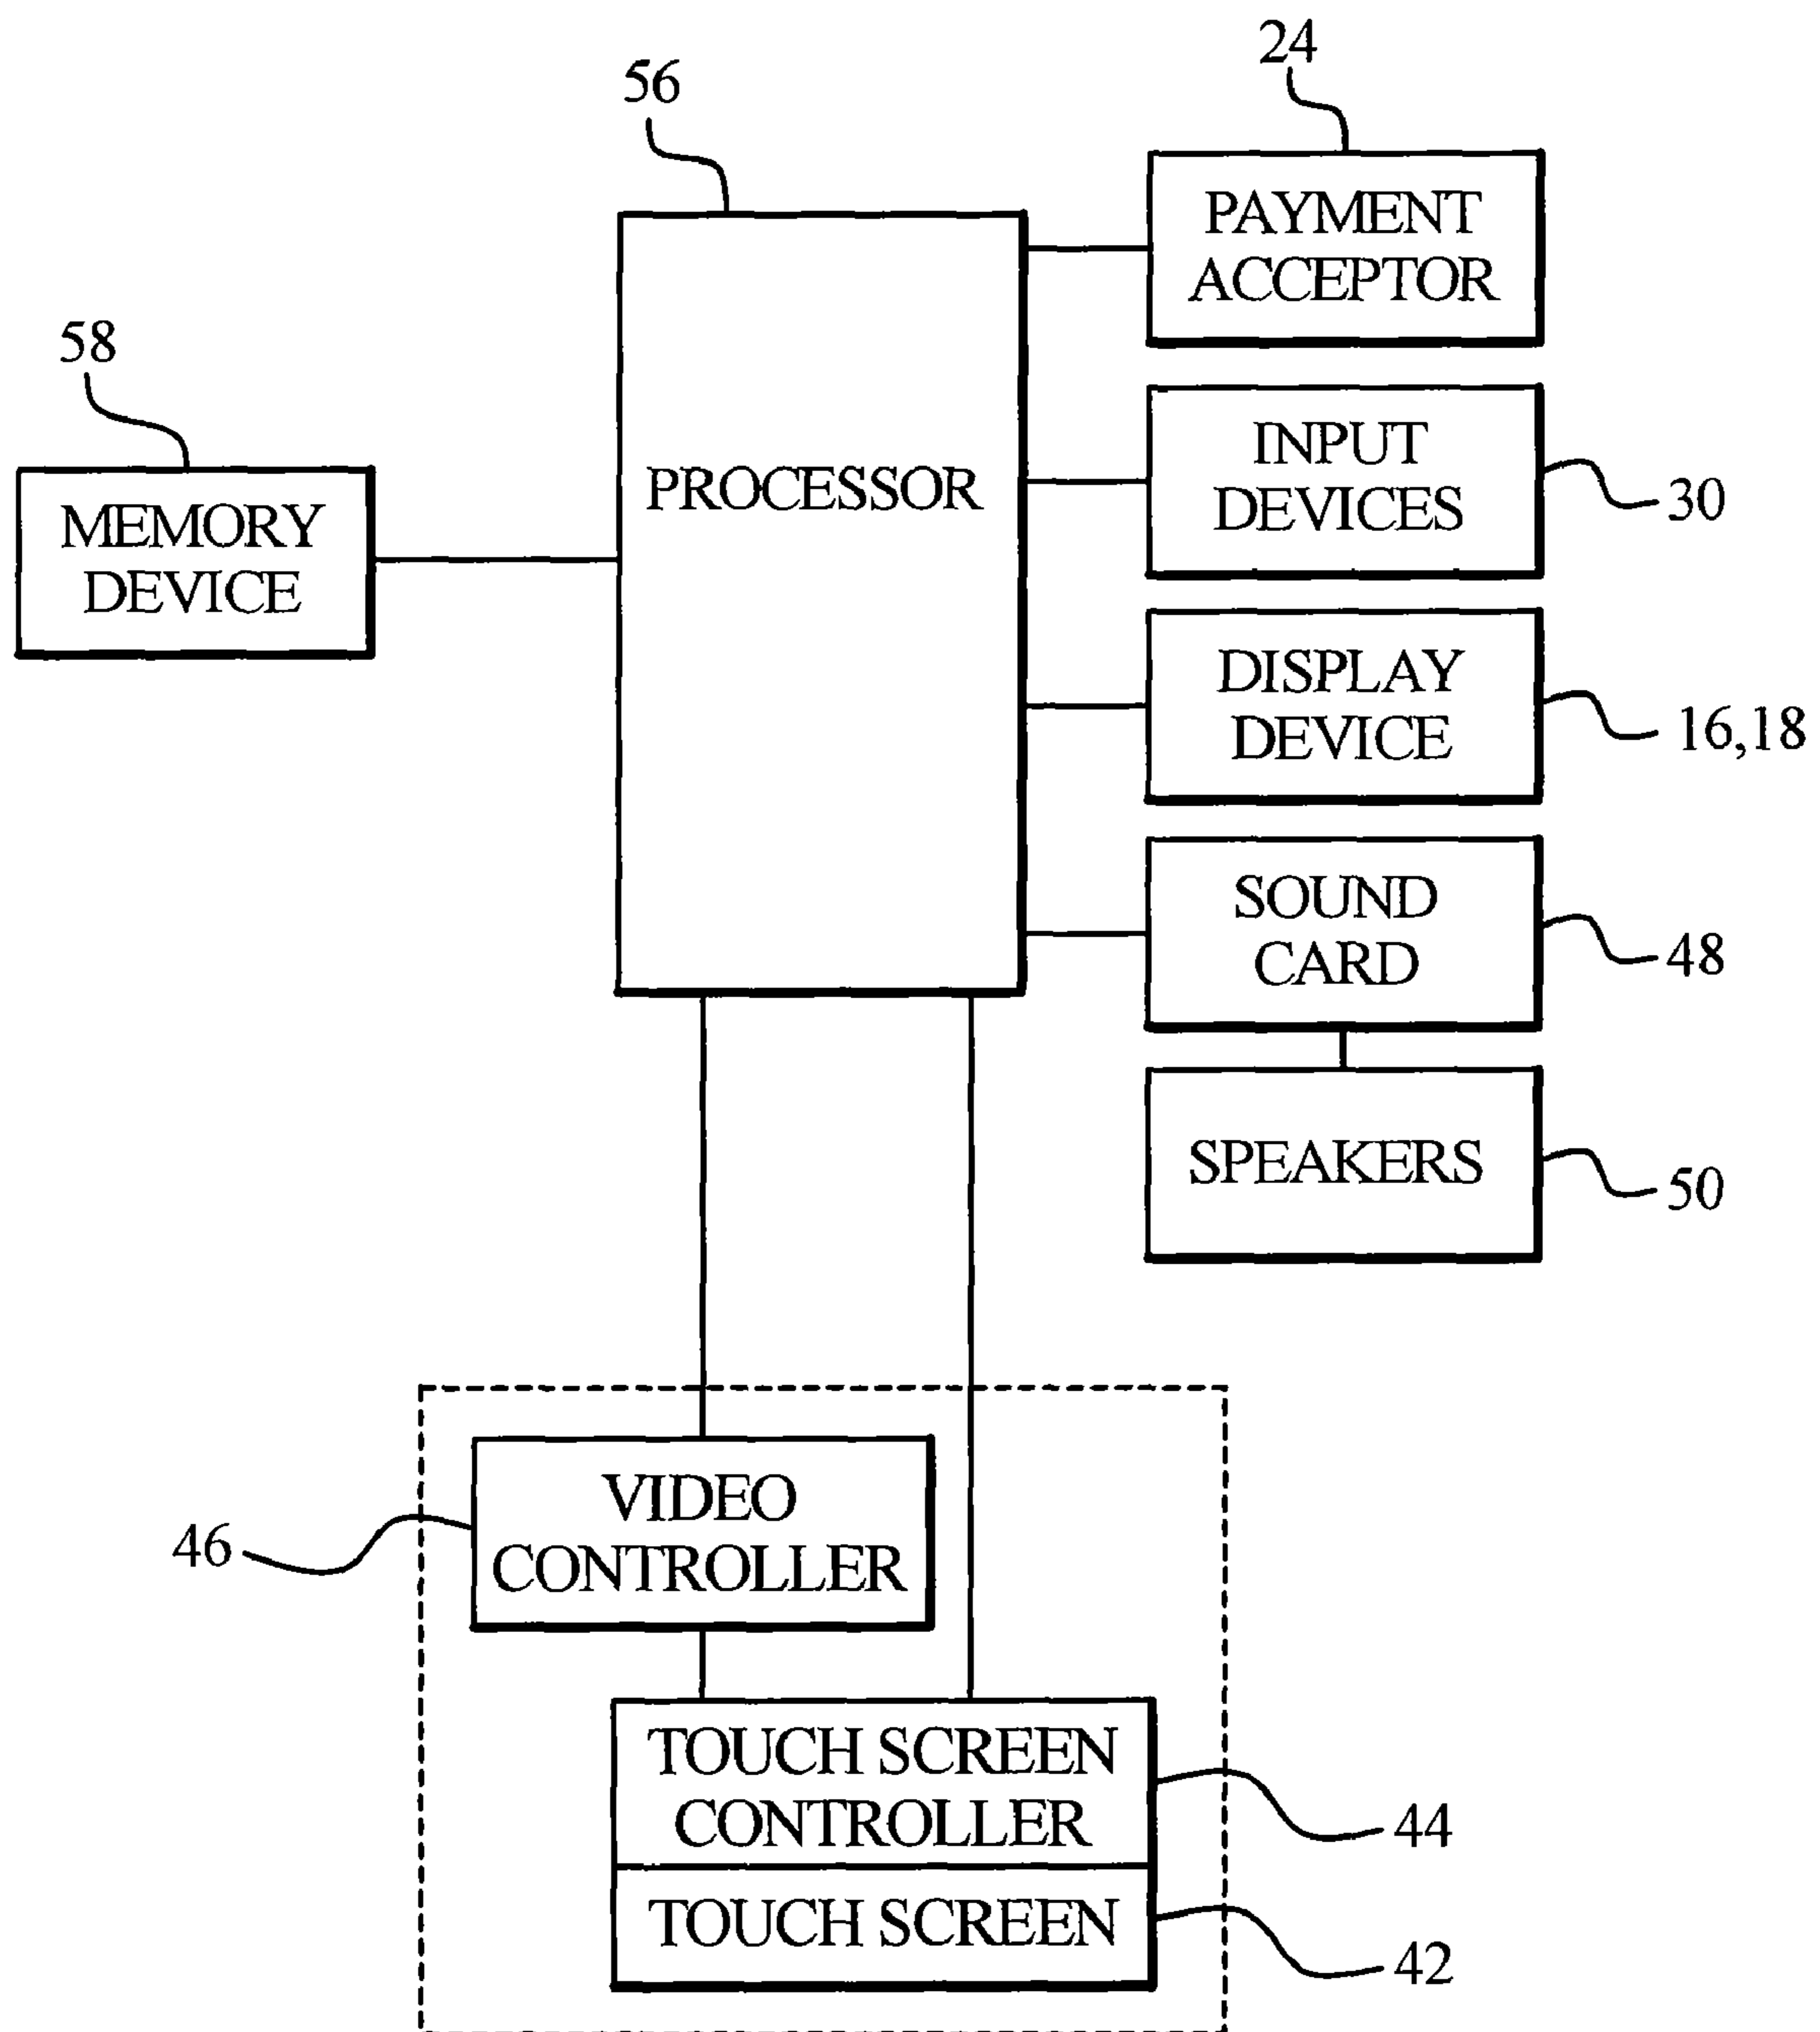 24
56
PAYMENT
ACCEPTOR
58
INPUT
DEVICES
30
PROCESSOR
MEMORY
DEVICE
DISPLAY
DEVICE
16,18
SOUND
CARD
48
SPEAKERS
50
VIDEO
CONTROLLER
46
TOUCH SCREEN
CONTROLLER
44
TOUCH SCREEN
42